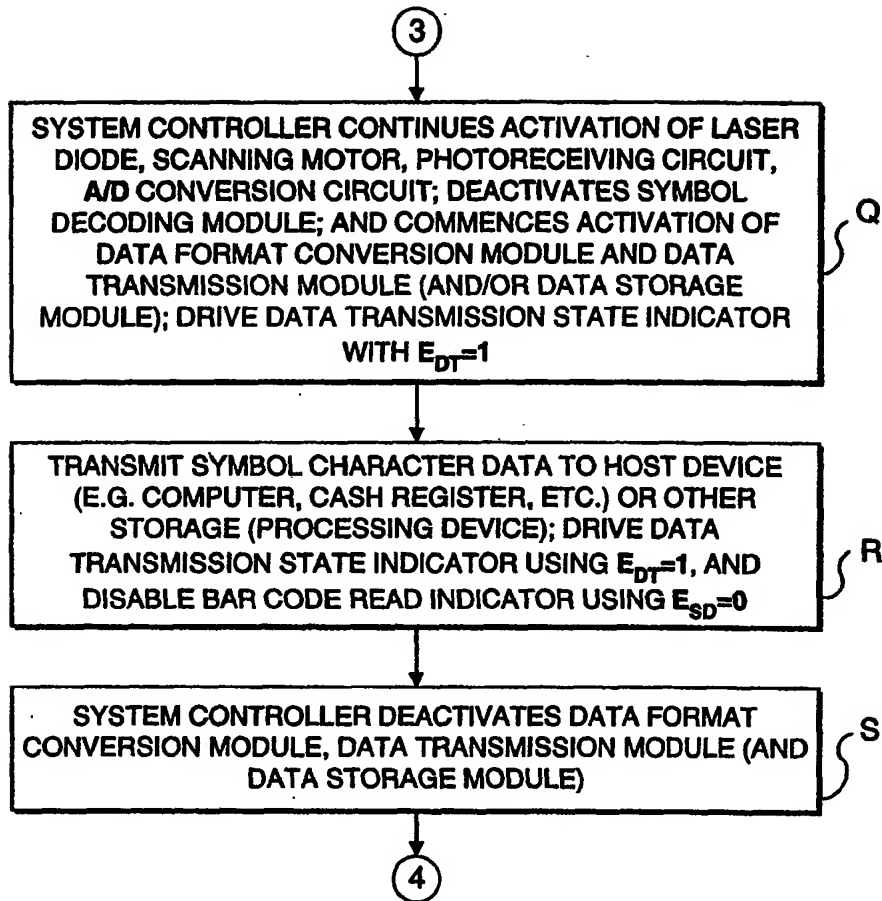 3
SYSTEM CONTROLLER CONTINUES ACTIVATION OF LASER
DIODE, SCANNING MOTOR, PHOTORECEIVING CIRCUIT,
A/D CONVERSION CIRCUIT; DEACTIVATES SYMBOL
DECODING MODULE; AND COMMENCES ACTIVATION OF
DATA FORMAT CONVERSION MODULE AND DATA
TRANSMISSION MODULE (AND/OR DATA STORAGE
MODULE); DRIVE DATA TRANSMISSION STATE INDICATOR
WITH E_DT=1
Q
TRANSMIT SYMBOL CHARACTER DATA TO HOST DEVICE
(E.G. COMPUTER, CASH REGISTER, ETC.) OR OTHER
STORAGE (PROCESSING DEVICE); DRIVE DATA
TRANSMISSION STATE INDICATOR USING E_DT=1, AND
DISABLE BAR CODE READ INDICATOR USING E_SD=0
R
SYSTEM CONTROLLER DEACTIVATES DATA FORMAT
CONVERSION MODULE, DATA TRANSMISSION MODULE (AND
DATA STORAGE MODULE)
S
4